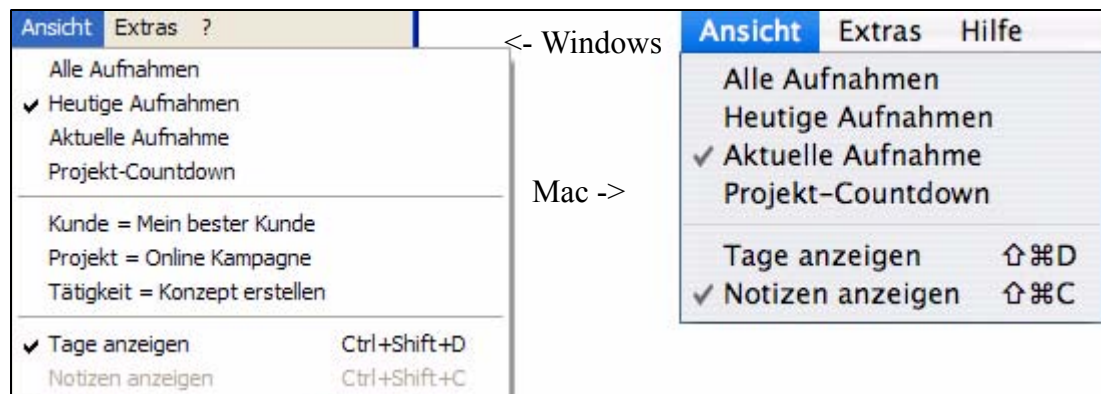 Ansicht Extras ?
Alle Aufnahmen
✓ Heutige Aufnahmen
Aktuelle Aufnahme
Projekt-Countdown
Kunde = Mein bester Kunde
Projekt = Online Kampagne
Tätigkeit = Konzept erstellen
✓ Tage anzeigen Ctrl+Shift+D
Notizen anzeigen Ctrl+Shift+C
<- Windows
Mac ->
Ansicht Extras Hilfe
Alle Aufnahmen
Heutige Aufnahmen
✓ Aktuelle Aufnahme
Projekt-Countdown
Tage anzeigen ⇧⌘D
✓ Notizen anzeigen ⇧⌘C